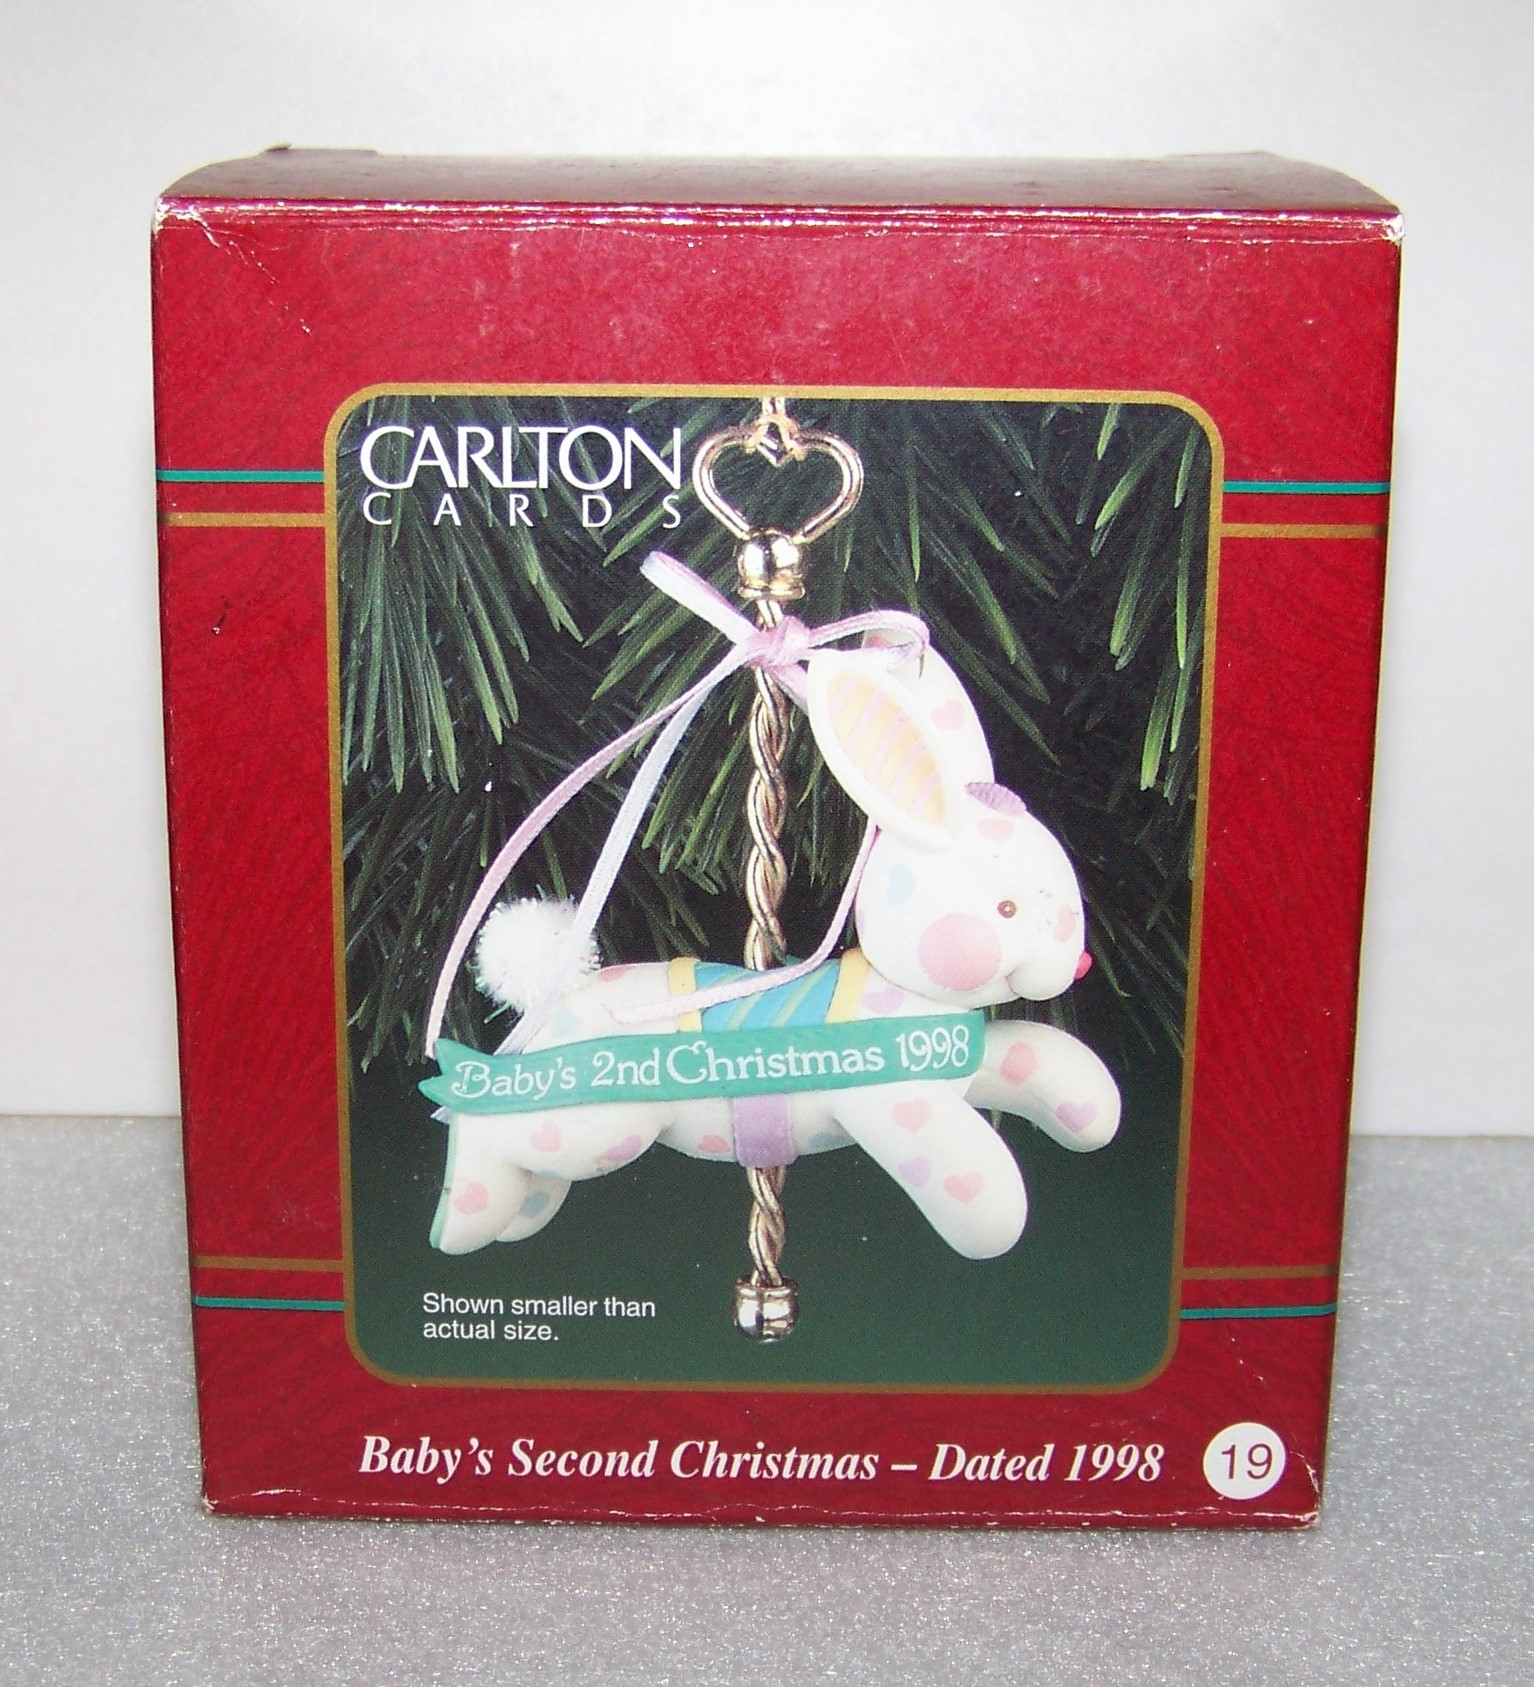 CARLTON
CARDS
Baby's 2nd Christmas 1998
Shown smaller than
actual size.
Baby's Second Christmas – Dated 1998 19